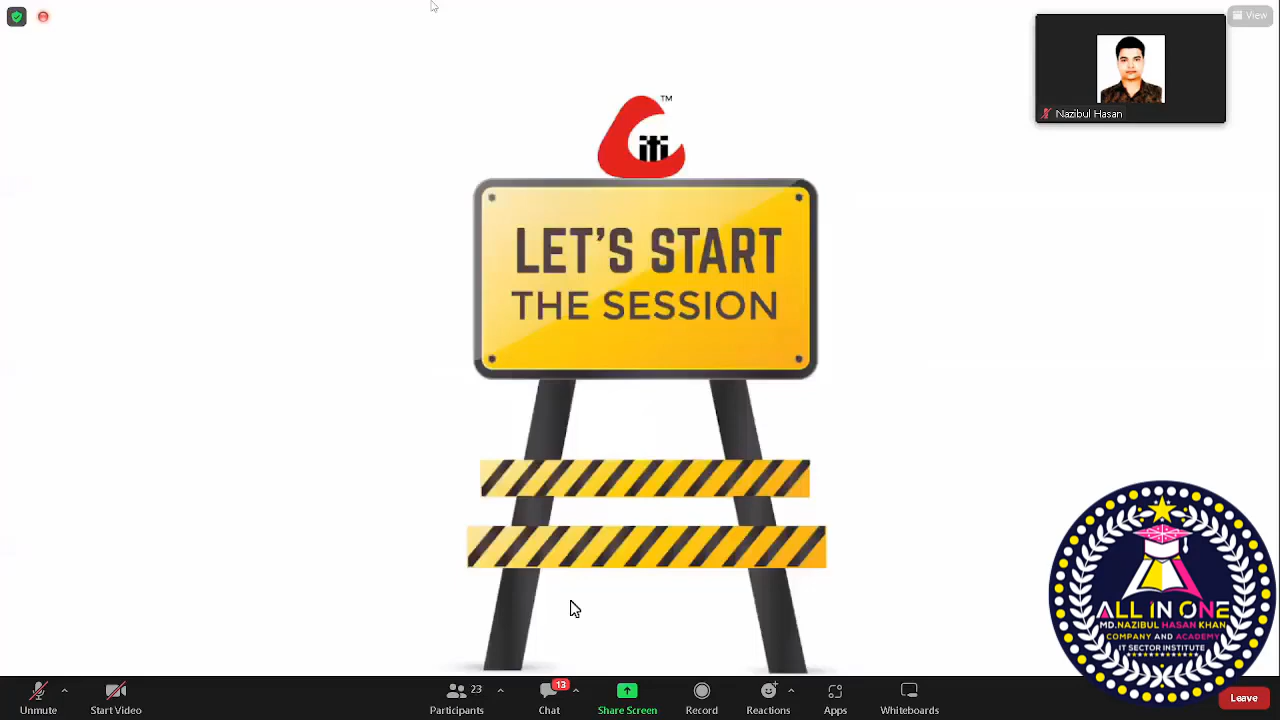 View
Nazibul Hasan
TM
iti
LET'S START
THE SESSION
ALL IN ONE
MD.NAZIBUL HASAN KHAN
COMPANY AND ACADEMY
IT SECTOR INSTITUTE
Unmute
Start Video
23
Participants
13
Chat
Share Screen
Record
Reactions
Apps
Whiteboards
Leave